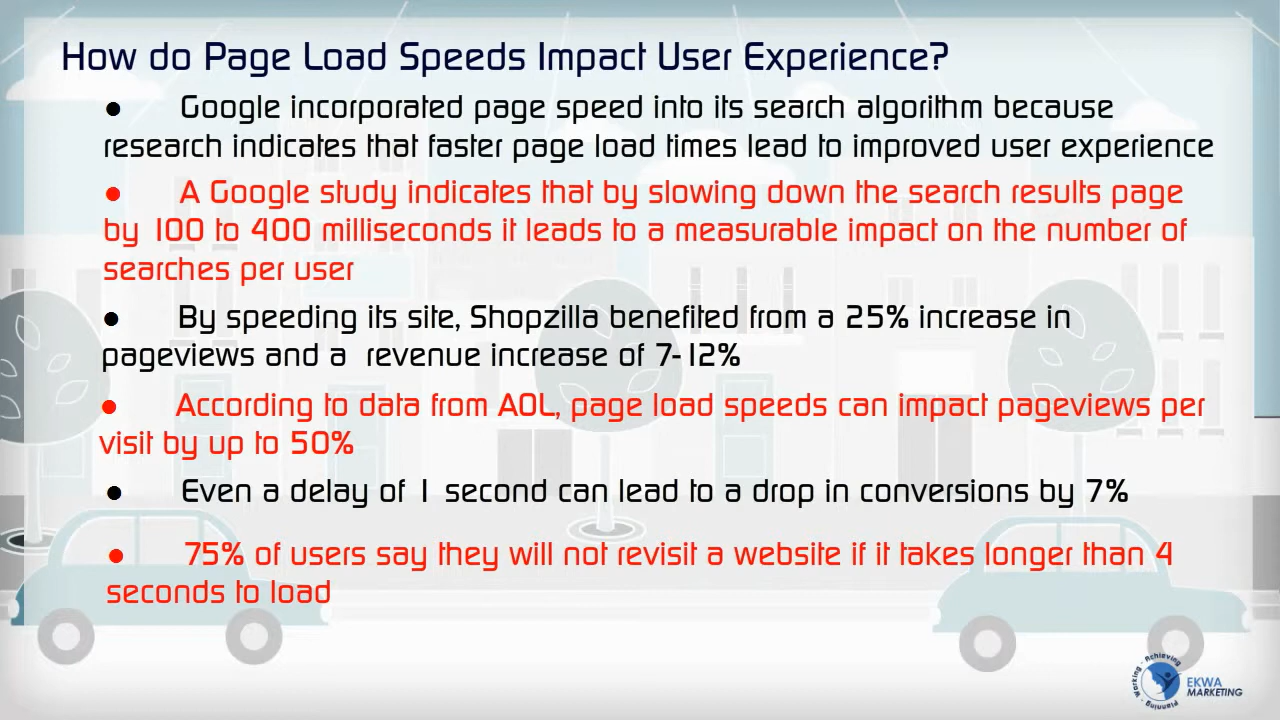 How do Page Load Speeds Impact User Experience?
● Google incorporated page speed into its search algorithm because
research indicates that faster page load times lead to improved user experience
● A Google study indicates that by slowing down the search results page
by 100 to 400 milliseconds it leads to a measurable impact on the number of
searches per user
● By speeding its site, Shopzilla benefited from a 25% increase in
pageviews and a revenue increase of 7-12%
● According to data from AOL, page load speeds can impact pageviews per
visit by up to 50%
● Even a delay of 1 second can lead to a drop in conversions by 7%
● 75% of users say they will not revisit a website if it takes longer than 4
seconds to load
Planning - Working - Achieving
EKWA
MARKETING